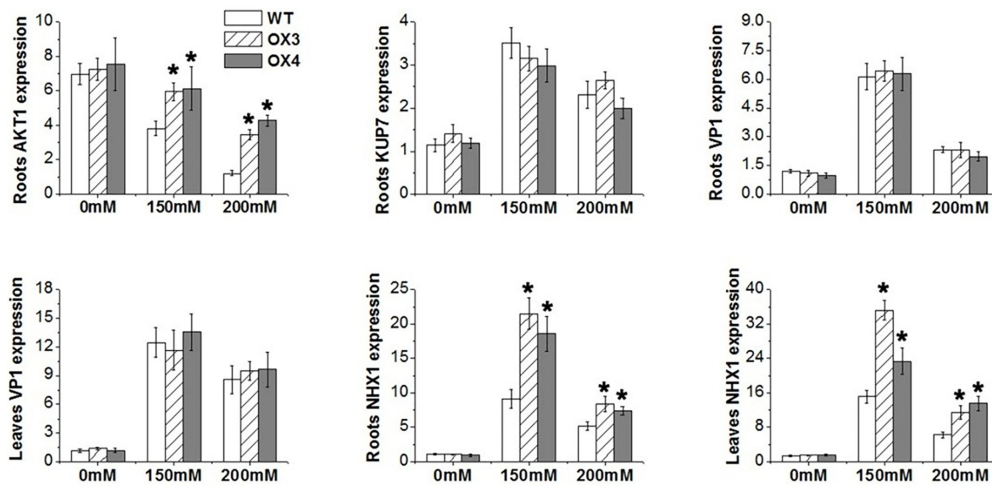 Roots AKT1 expression
10
8
6
4
2
0
WT
OX3
OX4
* *
* *
0mM 150mM 200mM
Roots KUP7 expression
4
3
2
1
0
0mM 150mM 200mM
Roots VP1 expression
9.0
7.5
6.0
4.5
3.0
1.5
0.0
0mM 150mM 200mM
Leaves VP1 expression
18
15
12
9
6
3
0
0mM 150mM 200mM
Roots NHX1 expression
25
20
15
10
5
0
* *
* *
0mM 150mM 200mM
Leaves NHX1 expression
40
32
24
16
8
0
* *
* *
0mM 150mM 200mM